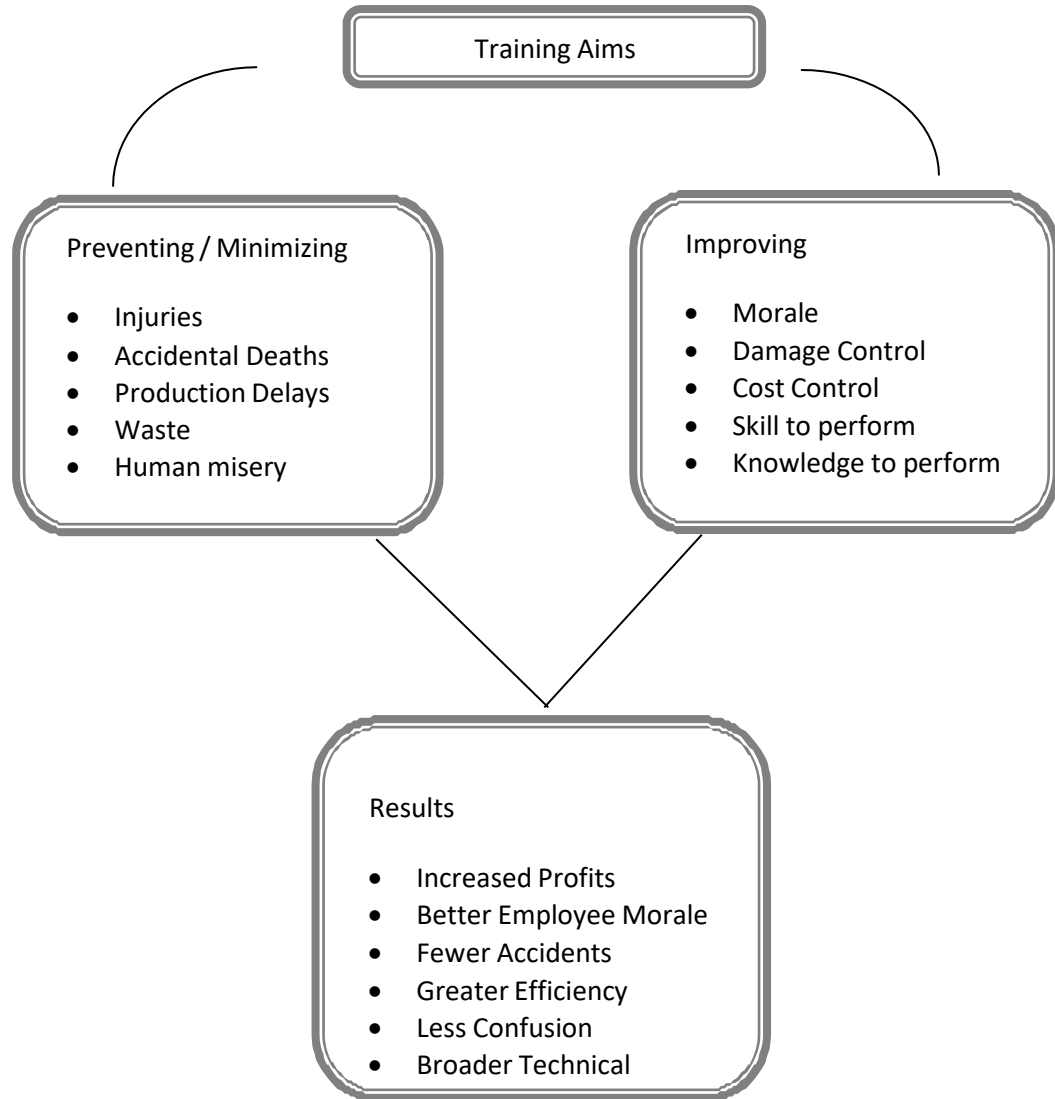 Training Aims
Preventing / Minimizing
• Injuries
• Accidental Deaths
• Production Delays
• Waste
• Human misery
Improving
• Morale
• Damage Control
• Cost Control
• Skill to perform
• Knowledge to perform
Results
• Increased Profits
• Better Employee Morale
• Fewer Accidents
• Greater Efficiency
• Less Confusion
• Broader Technical